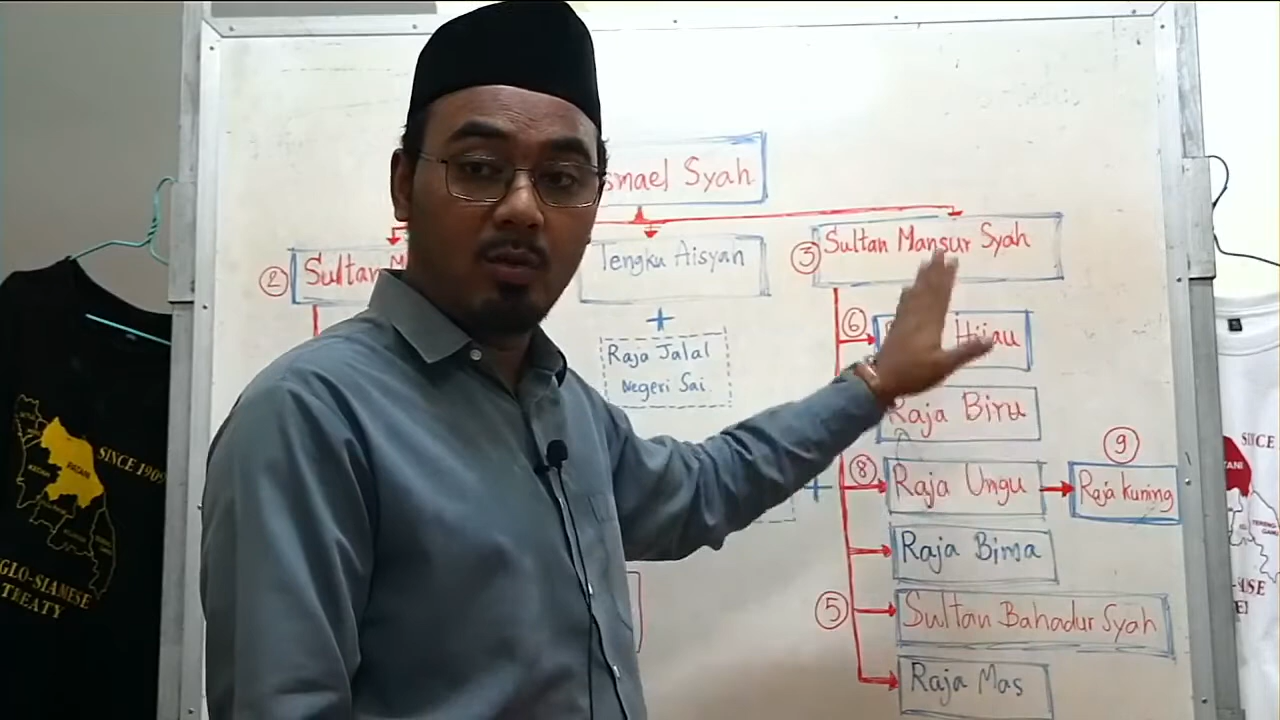 smael Syah
② Sultan M
Tengku Aisyah
③ Sultan Mansur Syah
+
Raja Jalal
Negeri Sai
⑥ Hijau
Raja Biru
⑧ Raja Ungu
⑨
Raja Kuning
+
Raja Bima
⑤ Sultan Bahadur Syah
Raja Mas
SINCE 1909
GLO-SIAMESE
TREATY
SINCE